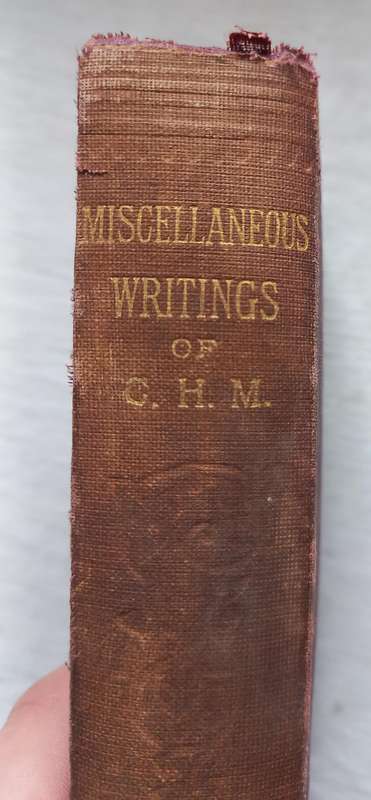 MISCELLANEOUS
WRITINGS
OF
C. H. M.